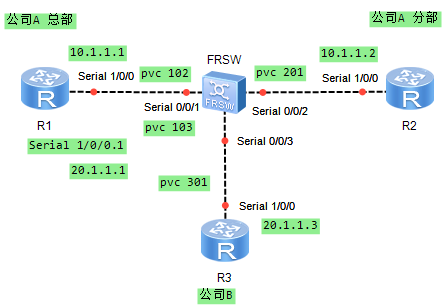 公司A 总部
公司A 分部
10.1.1.1
FRSW
10.1.1.2
Serial 1/0/0
pvc 102
pvc 201
Serial 1/0/0
R
FRSW
R
Serial 0/0/1
Serial 0/0/2
R1
pvc 103
R2
Serial 1/0/0.1
Serial 0/0/3
20.1.1.1
pvc 301
Serial 1/0/0
20.1.1.3
R
R3
公司B